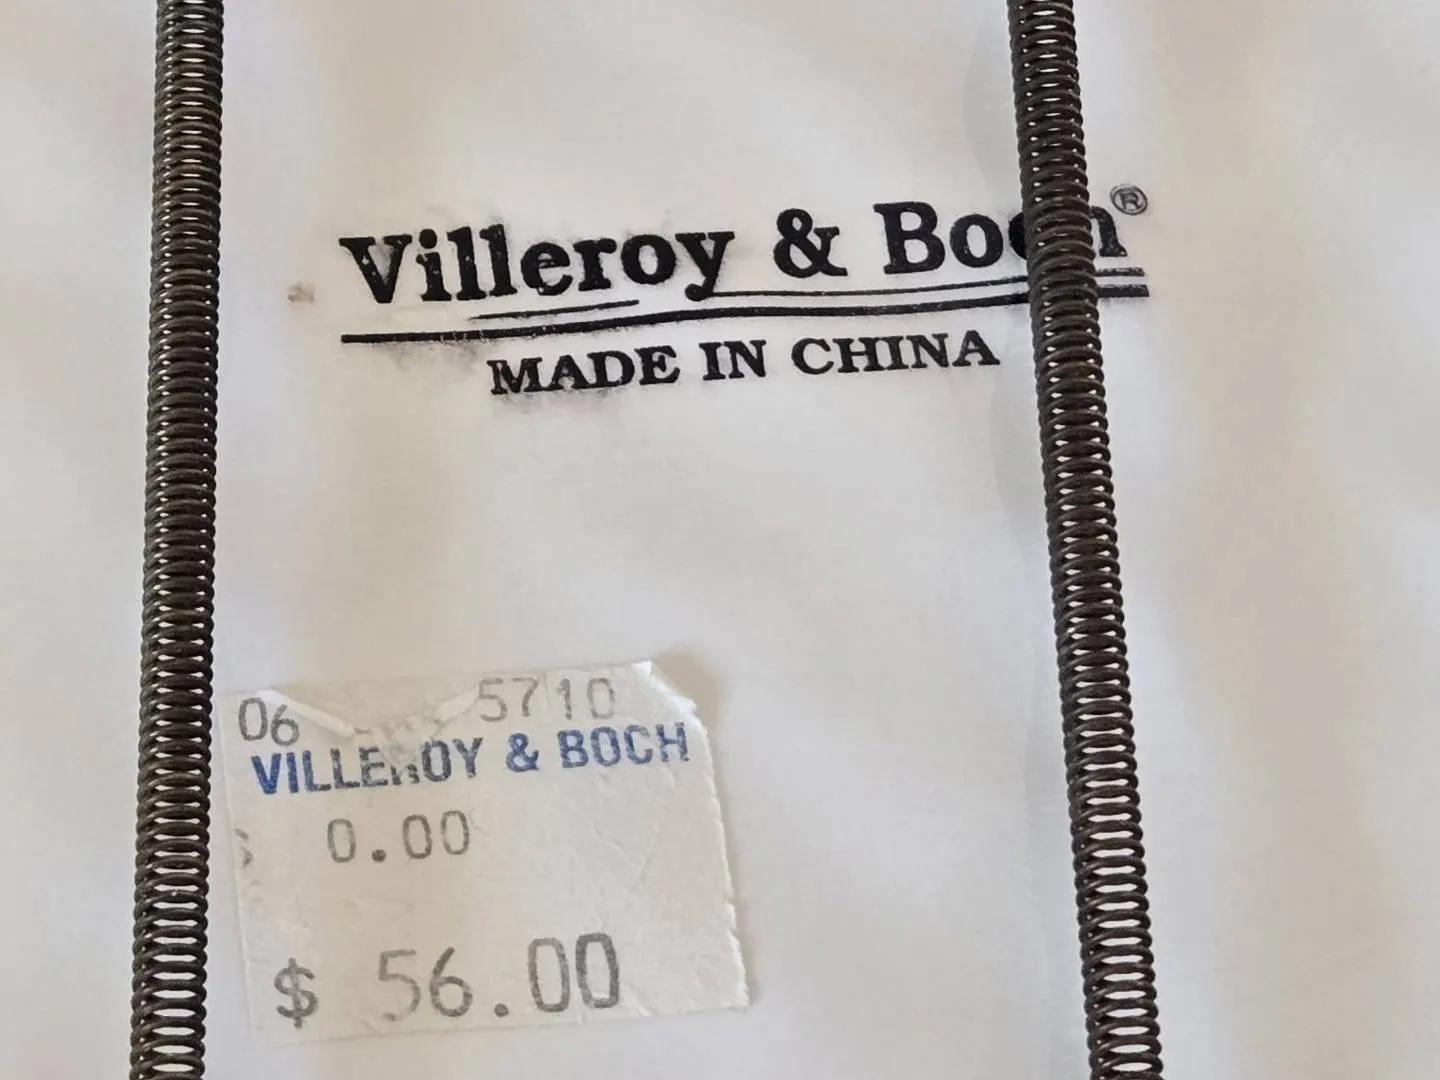 Villeroy & Boch®
MADE IN CHINA
06 5710
VILLEROY & BOCH
0.00
$ 56.00